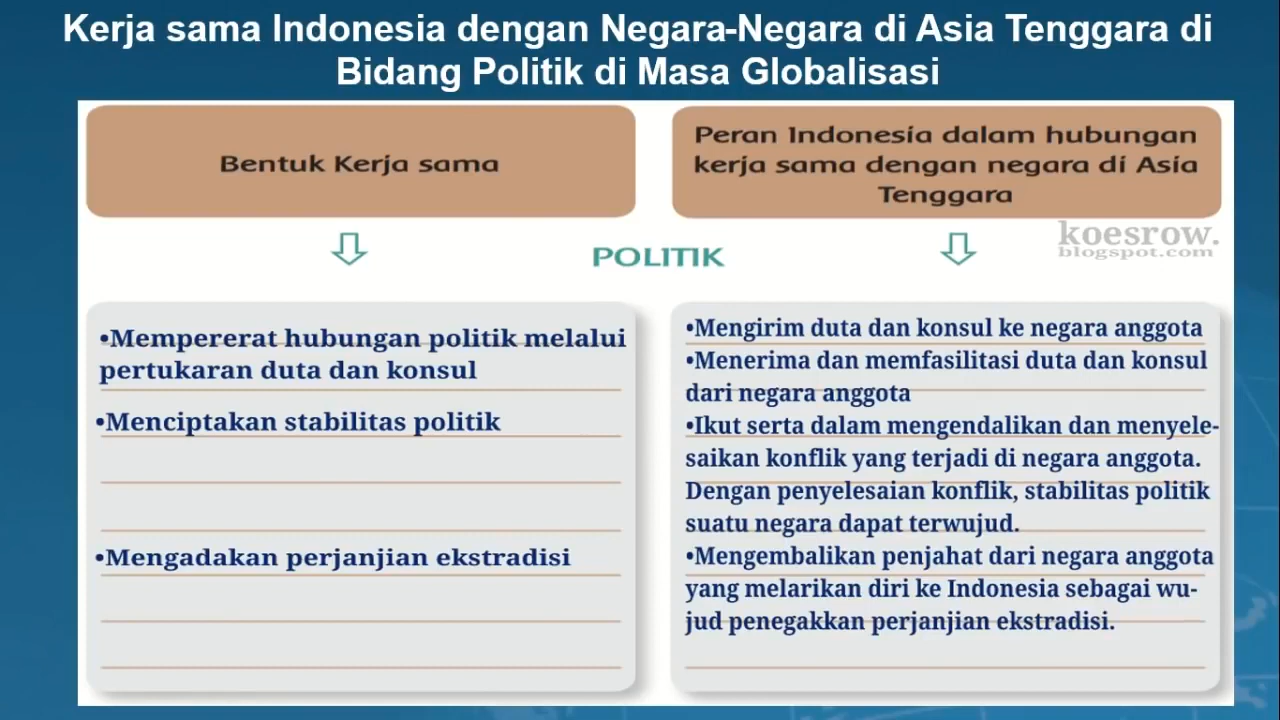 Kerja sama Indonesia dengan Negara-Negara di Asia Tenggara di
Bidang Politik di Masa Globalisasi
Bentuk Kerja sama
Peran Indonesia dalam hubungan
kerja sama dengan negara di Asia
Tenggara
koesrow.
blogspot.com
POLITIK
•Mempererat hubungan politik melalui
pertukaran duta dan konsul
•Menciptakan stabilitas politik
•Mengadakan perjanjian ekstradisi
•Mengirim duta dan konsul ke negara anggota
•Menerima dan memfasilitasi duta dan konsul
dari negara anggota
•Ikut serta dalam mengendalikan dan menyele-
saikan konflik yang terjadi di negara anggota.
Dengan penyelesaian konflik, stabilitas politik
suatu negara dapat terwujud.
•Mengembalikan penjahat dari negara anggota
yang melarikan diri ke Indonesia sebagai wu-
jud penegakkan perjanjian ekstradisi.